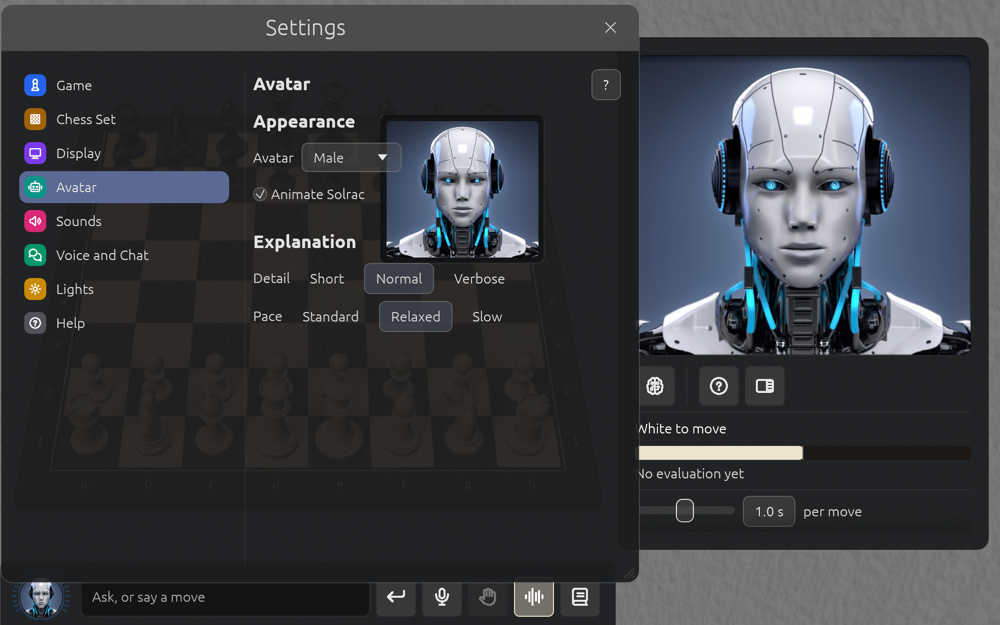 Settings
Game
Chess Set
Display
Avatar
Sounds
Voice and Chat
Lights
Help
Avatar
?
Appearance
Avatar Male
Animate Solrac
Explanation
Detail Short Normal Verbose
Pace Standard Relaxed Slow
a b c d e f g h
White to move
No evaluation yet
1.0 s per move
Ask, or say a move